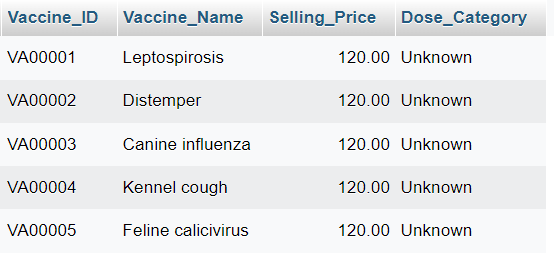 Vaccine_ID Vaccine_Name Selling_Price Dose_Category
VA00001 Leptospirosis 120.00 Unknown
VA00002 Distemper 120.00 Unknown
VA00003 Canine influenza 120.00 Unknown
VA00004 Kennel cough 120.00 Unknown
VA00005 Feline calicivirus 120.00 Unknown